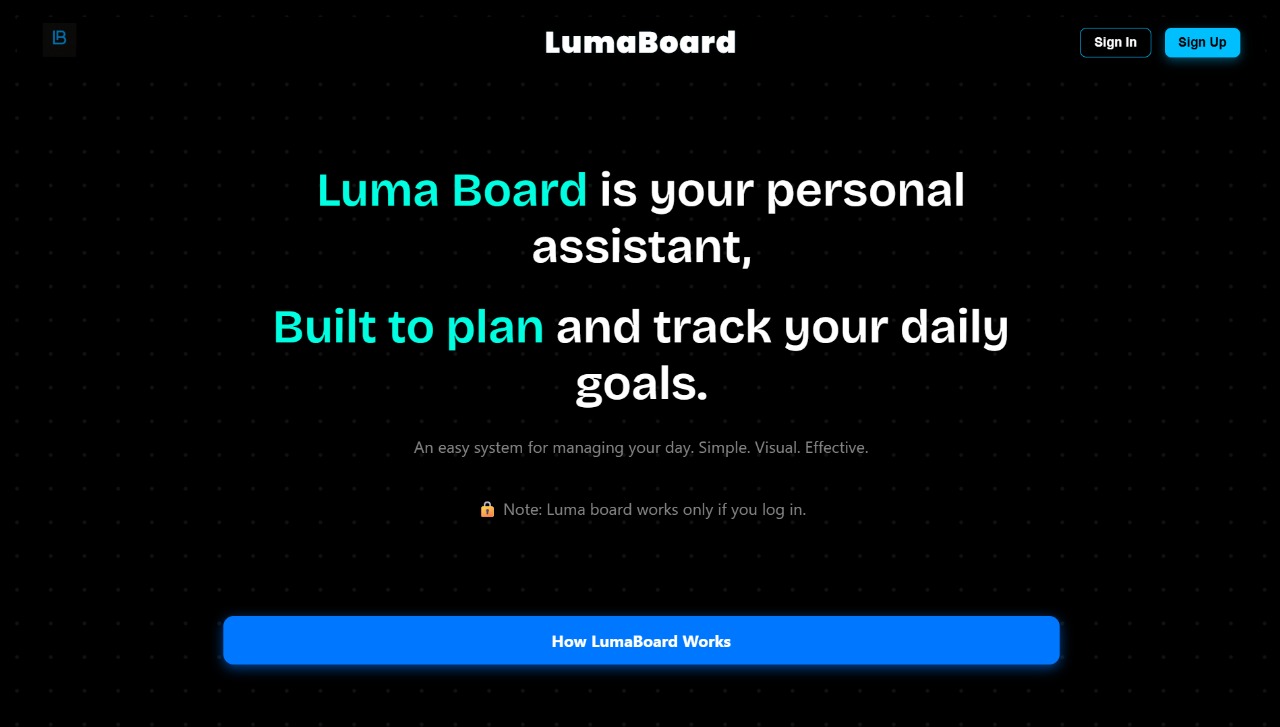 LB
LumaBoard
Sign In
Sign Up
Luma Board is your personal
assistant,
Built to plan and track your daily
goals.
An easy system for managing your day. Simple. Visual. Effective.
🔒 Note: Luma board works only if you log in.
How LumaBoard Works